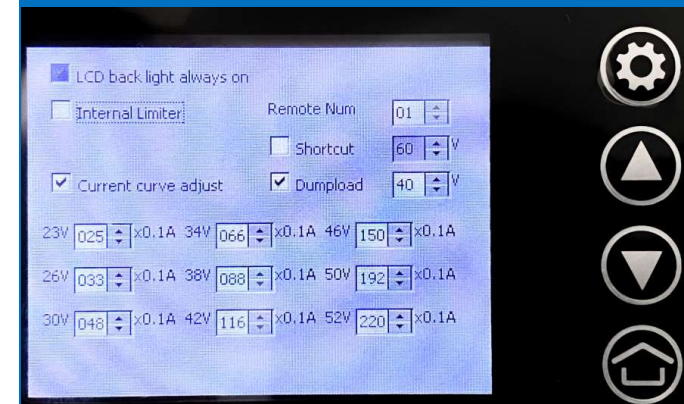 LCD back light always on
Internal Limiter Remote Num 01
Shortcut 60 V
Current curve adjust Dumpload 40 V
23V 025 x0.1A 34V 066 x0.1A 46V 150 x0.1A
26V 033 x0.1A 38V 088 x0.1A 50V 192 x0.1A
30V 048 x0.1A 42V 116 x0.1A 52V 220 x0.1A